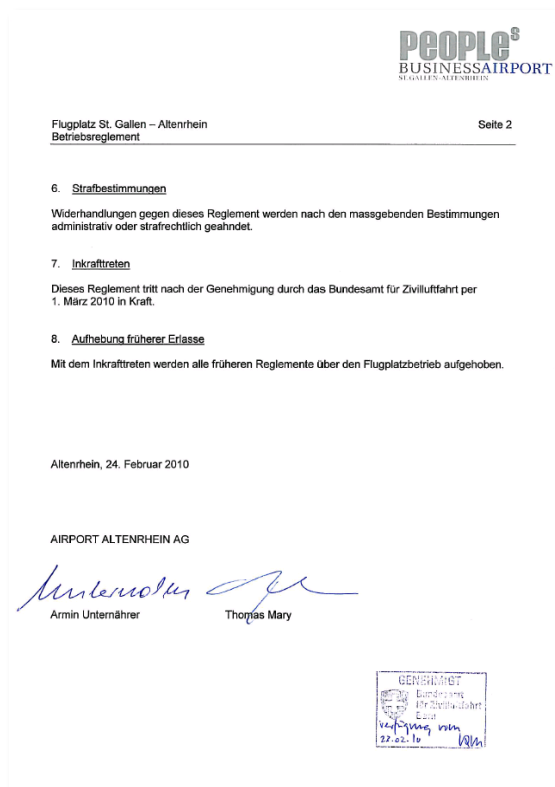 PEOPLE'S
BUSINESSAIRPORT
ST.GALLEN-ALTENRHEIN
Flugplatz St. Gallen – Altenrhein Seite 2
Betriebsreglement
6. Strafbestimmungen
Widerhandlungen gegen dieses Reglement werden nach den massgebenden Bestimmungen
administrativ oder strafrechtlich geahndet.
7. Inkrafttreten
Dieses Reglement tritt nach der Genehmigung durch das Bundesamt für Zivilluftfahrt per
1. März 2010 in Kraft.
8. Aufhebung früherer Erlasse
Mit dem Inkrafttreten werden alle früheren Reglemente über den Flugplatzbetrieb aufgehoben.
Altenrhein, 24. Februar 2010
AIRPORT ALTENRHEIN AG
Unternährer
Armin Unternährer Thomas Mary
GENEHMIGT
Bundesamt
für Zivilluftfahrt
Bern
Verfügung vom
22.02.10